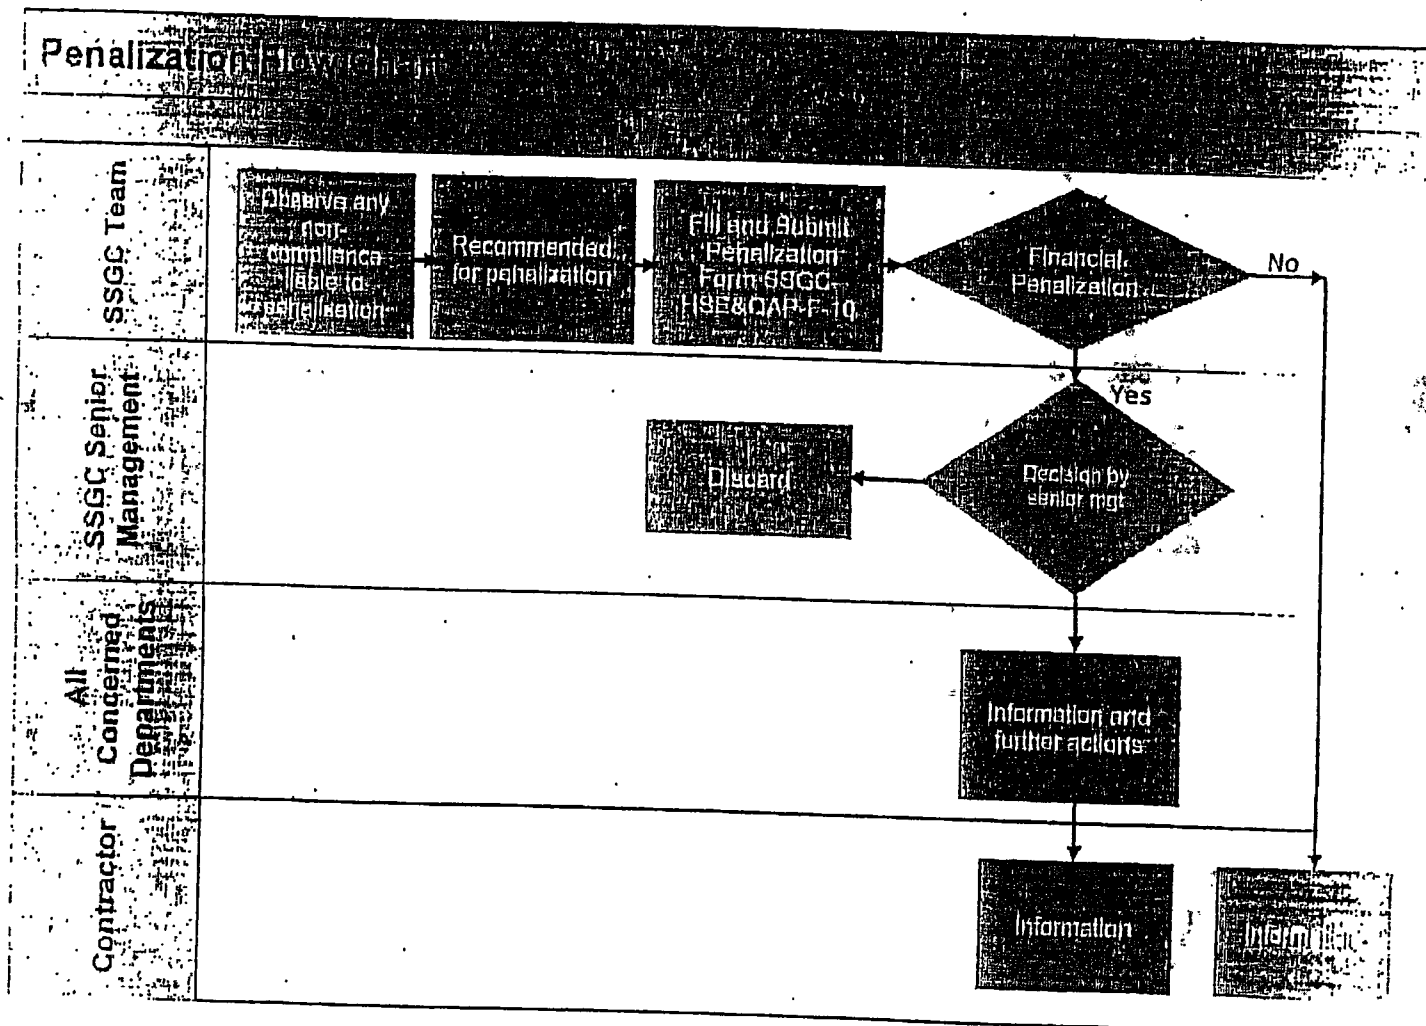 Penalization Flow chart
SSGC Team
Observe any
non-
compliance
liable to
penalization
Recommended
for penalization
Fill and Submit
Penalization
Form-SSGC-
HSE&QAP-F-10
Financial
Penalization
No
SSGC Senior
Management
Yes
Discard
Decision by
senior mgt
All
Concerned
Departments
Information and
further actions
Contractor
Information
Information